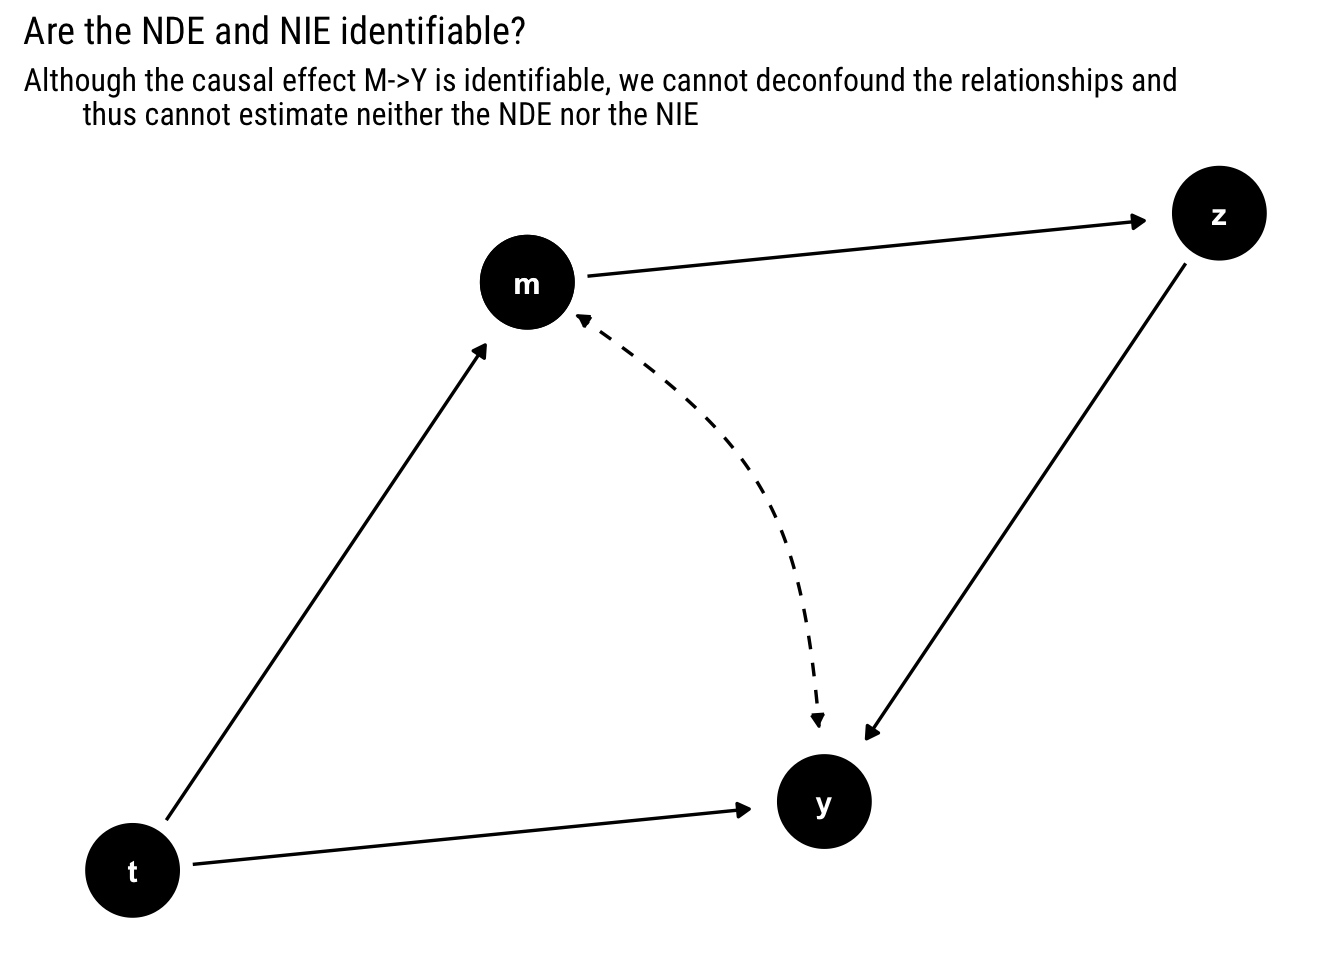 Are the NDE and NIE identifiable?
Although the causal effect M->Y is identifiable, we cannot deconfound the relationships and
thus cannot estimate neither the NDE nor the NIE
z
m
y
t